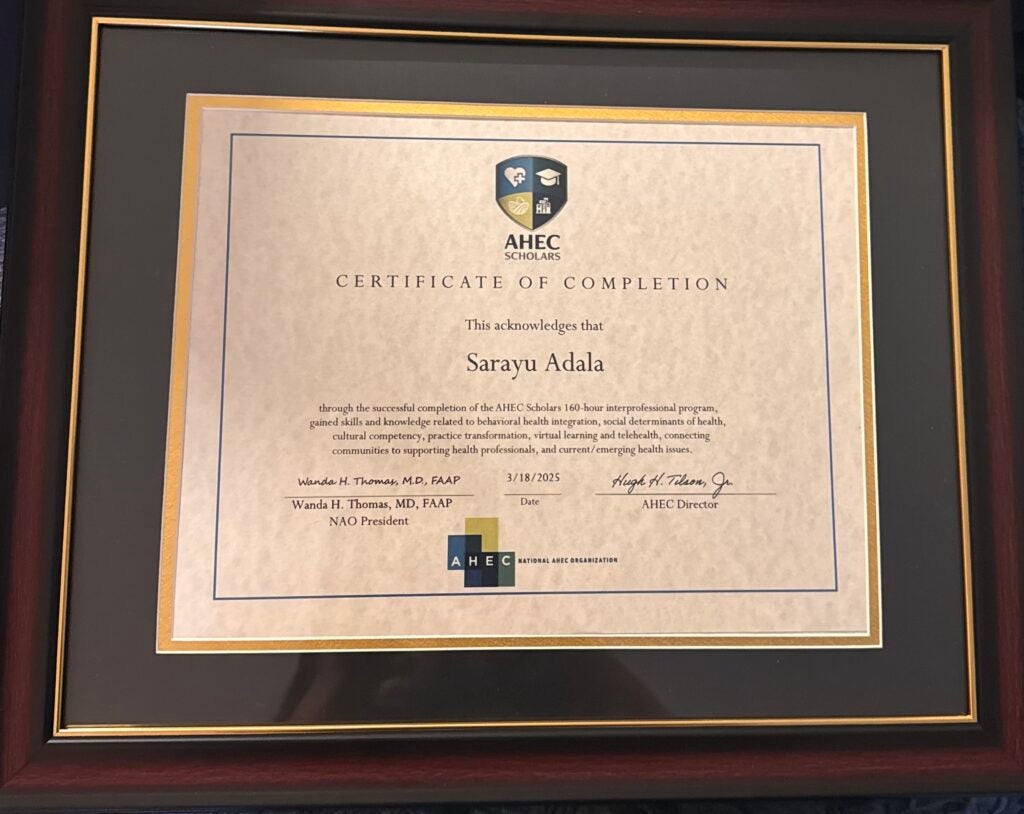 AHEC
SCHOLARS
CERTIFICATE OF COMPLETION
This acknowledges that
Sarayu Adala
through the successful completion of the AHEC Scholars 160-hour interprofessional program,
gained skills and knowledge related to behavioral health integration, social determinants of health,
cultural competency, practice transformation, virtual learning and telehealth, connecting
communities to supporting health professionals, and current/emerging health issues.
Wanda H. Thomas, M.D., FAAP
3/18/2025
Hugh H. Tilson, Jr.
Wanda H. Thomas, MD, FAAP
Date
AHEC Director
NAO President
AHEC NATIONAL AHEC ORGANIZATION